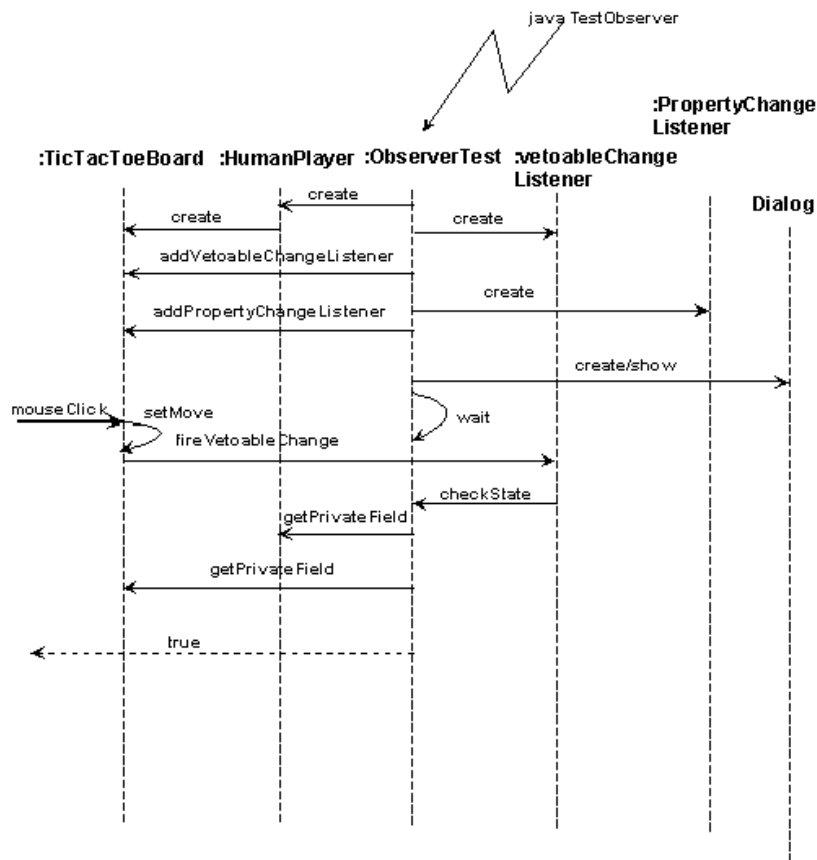 java TestObserver
:PropertyChange
Listener
:TicTacToeBoard :HumanPlayer :ObserverTest :vetoableChange
Listener
Dialog
create
create
create
addVetoableChangeListener
create
addPropertyChangeListener
create/show
mouseClick
setMove
wait
fireVetoableChange
checkState
getPrivateField
getPrivateField
true